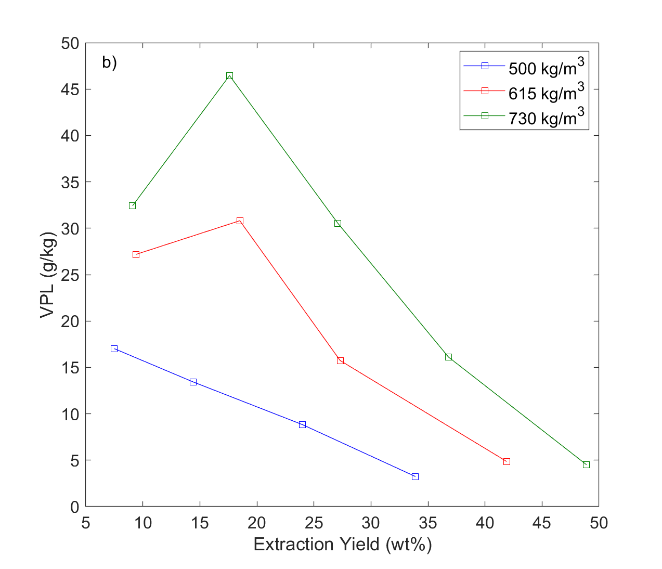 b)
500 kg/m³
615 kg/m³
730 kg/m³
50
45
40
35
30
25
20
15
10
5
0
VPL (g/kg)
5 10 15 20 25 30 35 40 45 50
Extraction Yield (wt%)